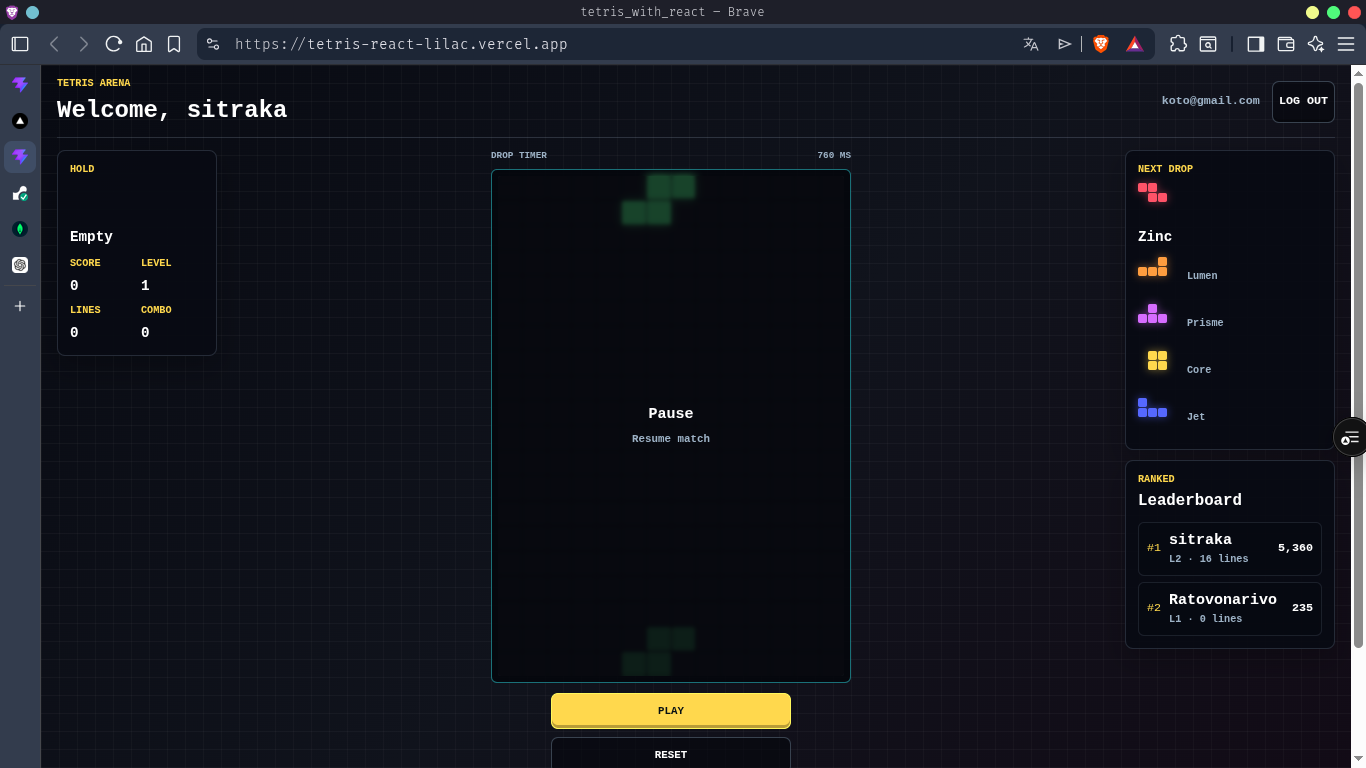 tetris_with_react — Brave
https://tetris-react-lilac.vercel.app
TETRIS ARENA
Welcome, sitraka
koto@gmail.com
LOG OUT
HOLD
Empty
SCORE
LEVEL
0
1
LINES
COMBO
0
0
DROP TIMER
760 MS
Pause
Resume match
PLAY
RESET
NEXT DROP
Zinc
Lumen
Prisme
Core
Jet
RANKED
Leaderboard
#1 sitraka 5,360
L2 · 16 lines
#2 Ratovonarivo 235
L1 · 0 lines